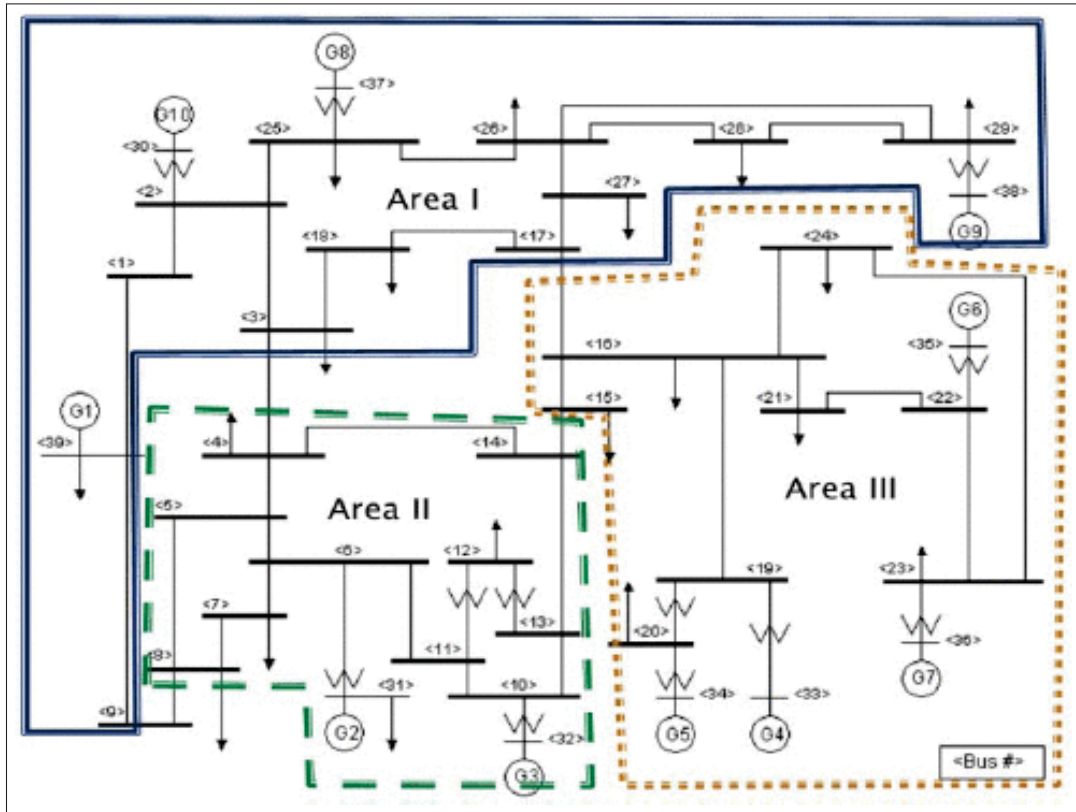 G8
<37>
G10
<25>
<26>
<28>
<29>
<30>
<2>
<27>
<38>
Area I
<18>
<17>
G9
<24>
<1>
<3>
G6
<16>
<35>
G1
<15>
<21>
<22>
<39>
<4>
<14>
Area III
<5>
Area II
<6>
<12>
<19>
<23>
<7>
<13>
<20>
<8>
<11>
<36>
<31>
<10>
<34>
<33>
G7
<9>
G2
<32>
G5
G4
G3
<Bus #>